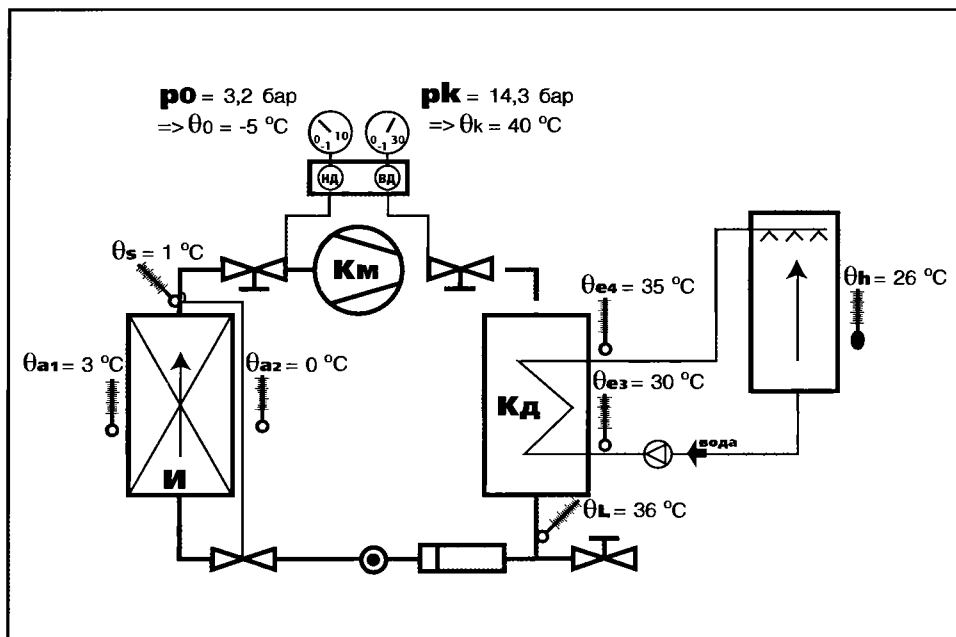 p0 = 3,2 бар
=> θ0 = -5 °C
pk = 14,3 бар
=> θk = 40 °C
0 -1 10
0 -1 30
НД
ВД
θs = 1 °C
Км
θe4 = 35 °C
θh = 26 °C
θa1 = 3 °C
θa2 = 0 °C
θe3 = 30 °C
Кд
вода
И
θL = 36 °C